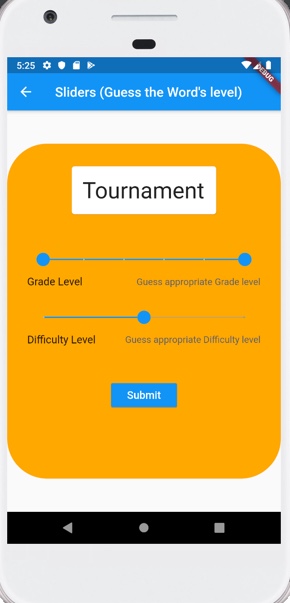 5:25
DEBUG
Sliders (Guess the Word's level)
Tournament
Grade Level Guess appropriate Grade level
Difficulty Level Guess appropriate Difficulty level
Submit